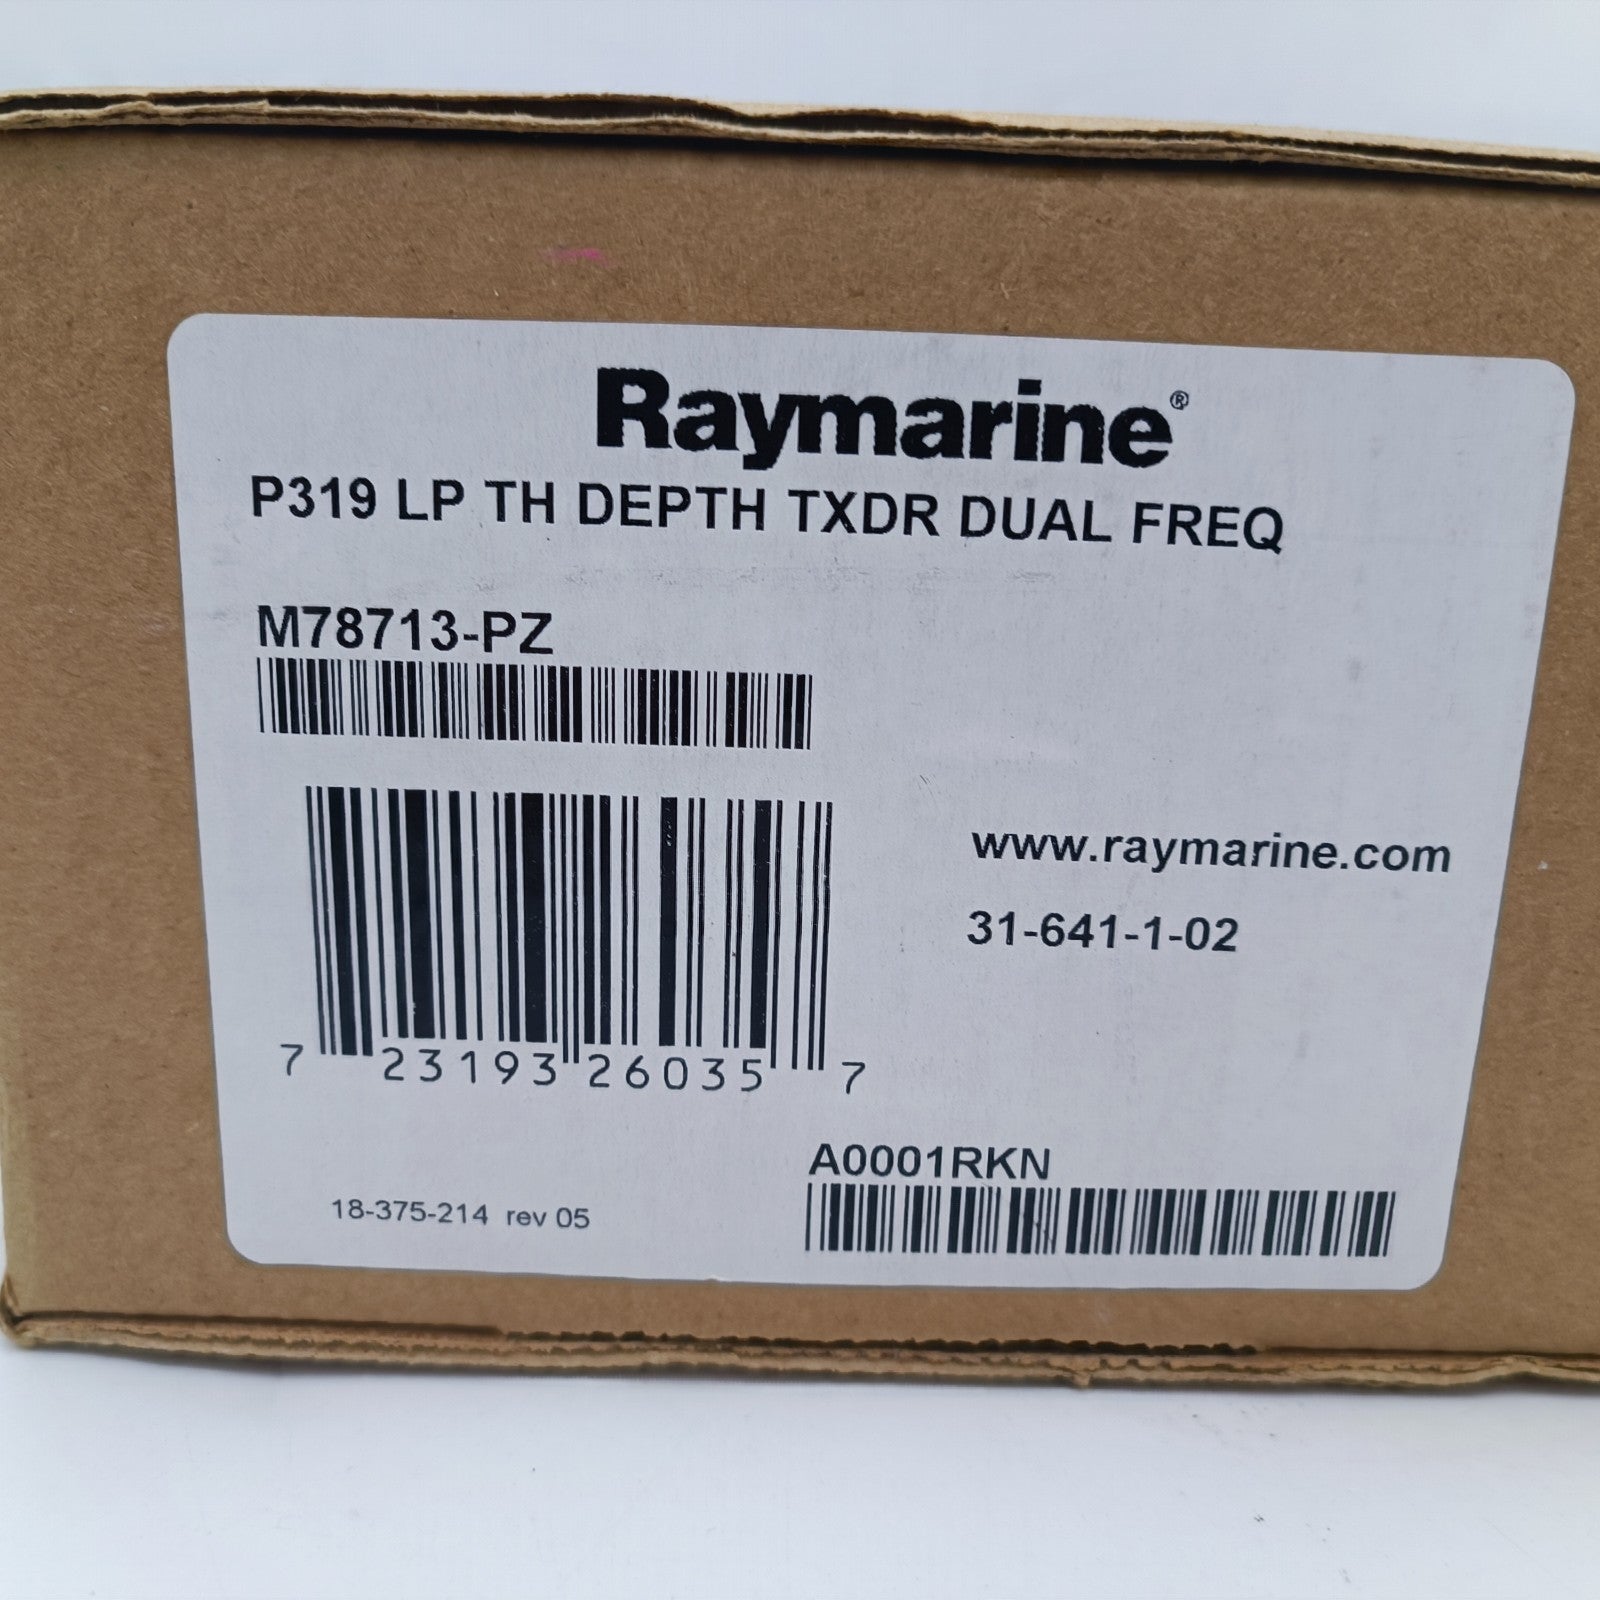 Raymarine®
P319 LP TH DEPTH TXDR DUAL FREQ
M78713-PZ
www.raymarine.com
31-641-1-02
7 23193 26035 7
A0001RKN
18-375-214 rev 05